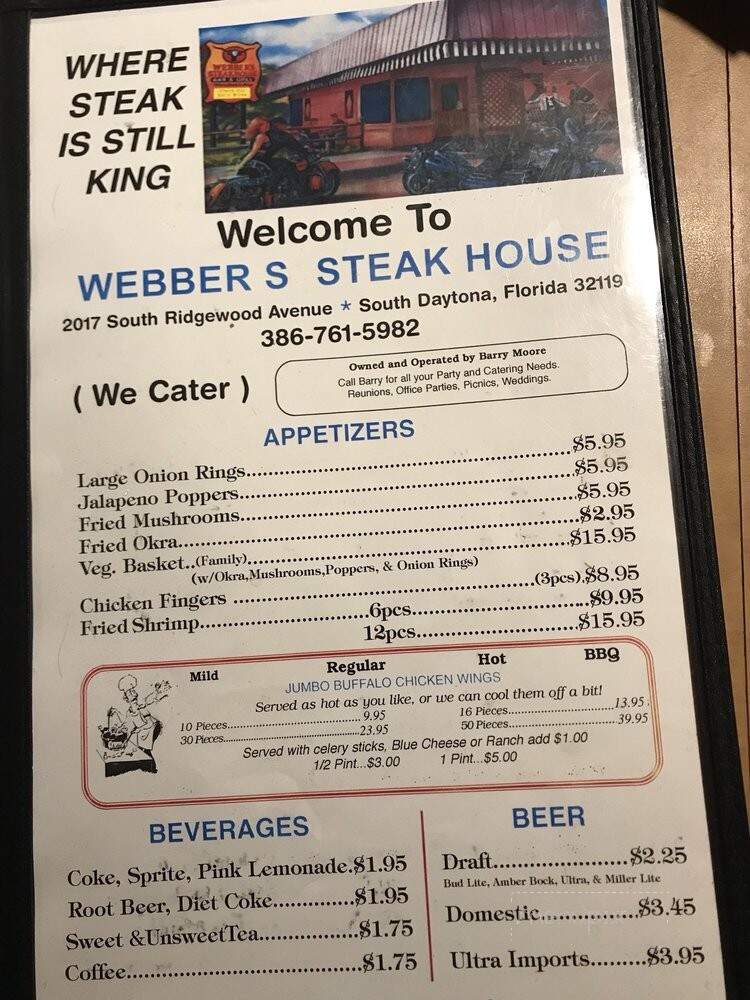 WHERE
STEAK
IS STILL
KING
WEBBER'S
STEAKHOUSE
BAR & GRILL
Welcome To
WEBBER S STEAK HOUSE
2017 South Ridgewood Avenue * South Daytona, Florida 32119
386-761-5982
( We Cater )
Owned and Operated by Barry Moore
Call Barry for all your Party and Catering Needs.
Reunions, Office Parties, Picnics, Weddings.
APPETIZERS
Large Onion Rings...$5.95
Jalapeno Poppers...$5.95
Fried Mushrooms...$5.95
Fried Okra...$2.95
Veg. Basket..(Family)...$15.95
(w/Okra,Mushrooms,Poppers, & Onion Rings)
Chicken Fingers ...(3pcs).$8.95
Fried Shrimp...6pcs...$9.95
12pcs...$15.95
Mild Regular Hot BBQ
JUMBO BUFFALO CHICKEN WINGS
Served as hot as you like, or we can cool them off a bit!
10 Pieces...9.95 16 Pieces...13.95
30 Pieces...23.95 50 Pieces...39.95
Served with celery sticks, Blue Cheese or Ranch add $1.00
1/2 Pint...$3.00 1 Pint...$5.00
BEVERAGES
Coke, Sprite, Pink Lemonade.$1.95
Root Beer, Diet Coke...$1.95
Sweet &UnsweetTea...$1.75
Coffee...$1.75
BEER
Draft...$2.25
Bud Lite, Amber Bock, Ultra, & Miller Lite
Domestic...$3.45
Ultra Imports...$3.95